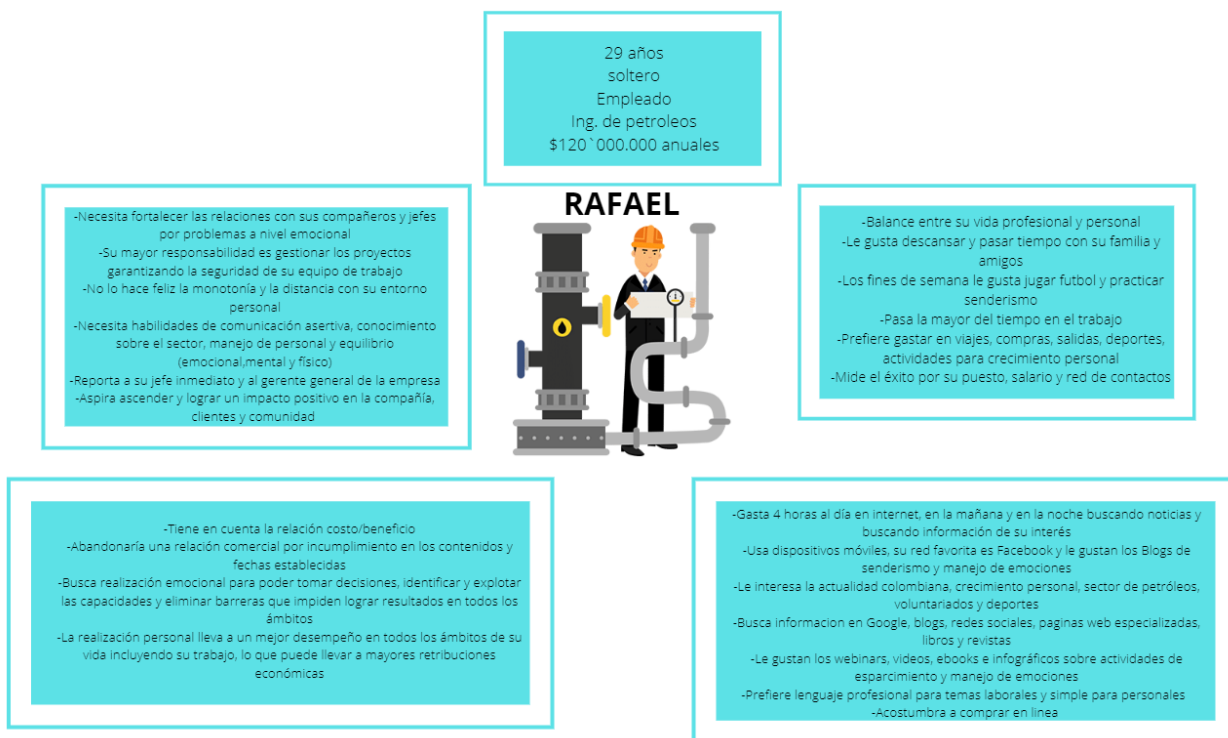 29 años
soltero
Empleado
Ing. de petroleos
$120`000.000 anuales
RAFAEL
-Necesita fortalecer las relaciones con sus compañeros y jefes
por problemas a nivel emocional
-Su mayor responsabilidad es gestionar los proyectos
garantizando la seguridad de su equipo de trabajo
-No lo hace feliz la monotonía y la distancia con su entorno
personal
-Necesita habilidades de comunicación asertiva, conocimiento
sobre el sector, manejo de personal y equilibrio
(emocional,mental y físico)
-Reporta a su jefe inmediato y al gerente general de la empresa
-Aspira ascender y lograr un impacto positivo en la compañía,
clientes y comunidad
-Balance entre su vida profesional y personal
-Le gusta descansar y pasar tiempo con su familia y
amigos
-Los fines de semana le gusta jugar futbol y practicar
senderismo
-Pasa la mayor del tiempo en el trabajo
-Prefiere gastar en viajes, compras, salidas, deportes,
actividades para crecimiento personal
-Mide el éxito por su puesto, salario y red de contactos
-Tiene en cuenta la relación costo/beneficio
-Abandonaría una relación comercial por incumplimiento en los contenidos y
fechas establecidas
-Busca realización emocional para poder tomar decisiones, identificar y explotar
las capacidades y eliminar barreras que impiden lograr resultados en todos los
ámbitos
-La realización personal lleva a un mejor desempeño en todos los ámbitos de su
vida incluyendo su trabajo, lo que puede llevar a mayores retribuciones
económicas
-Gasta 4 horas al día en internet, en la mañana y en la noche buscando noticias y
buscando información de su interés
-Usa dispositivos móviles, su red favorita es Facebook y le gustan los Blogs de
senderismo y manejo de emociones
-Le interesa la actualidad colombiana, crecimiento personal, sector de petróleos,
voluntariados y deportes
-Busca informacion en Google, blogs, redes sociales, paginas web especializadas,
libros y revistas
-Le gustan los webinars, videos, ebooks e infográficos sobre actividades de
esparcimiento y manejo de emociones
-Prefiere lenguaje profesional para temas laborales y simple para personales
-Acostumbra a comprar en linea